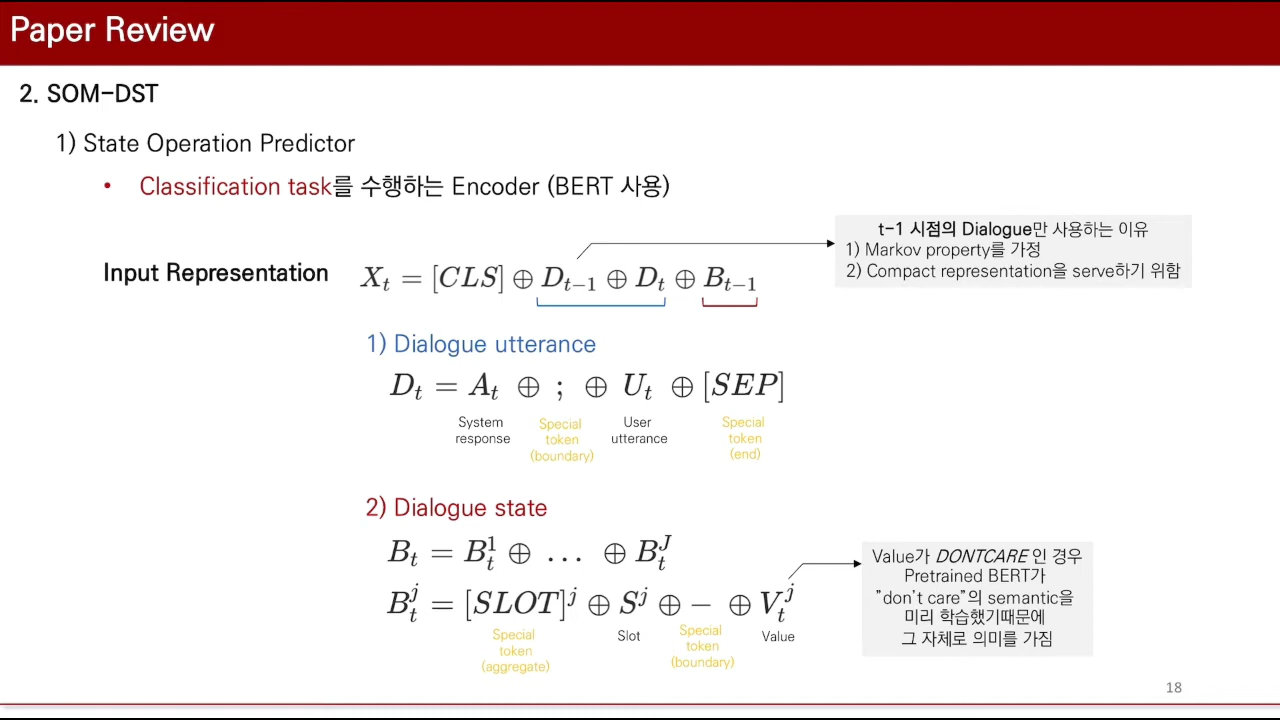 Paper Review
2. SOM-DST
1) State Operation Predictor
• Classification task를 수행하는 Encoder (BERT 사용)
t-1 시점의 Dialogue만 사용하는 이유
1) Markov property를 가정
2) Compact representation을 serve하기 위함
Input Representation X_t = [CLS] ⊕ D_{t-1} ⊕ D_t ⊕ B_{t-1}
1) Dialogue utterance
D_t = A_t ⊕ ; ⊕ U_t ⊕ [SEP]
System response
Special token (boundary)
User utterance
Special token (end)
2) Dialogue state
B_t = B_t^1 ⊕ ... ⊕ B_t^J
B_t^j = [SLOT]^j ⊕ S^j ⊕ - ⊕ V_t^j
Special token (aggregate)
Slot
Special token (boundary)
Value
Value가 DONTCARE 인 경우
Pretrained BERT가
"don't care"의 semantic을
미리 학습했기때문에
그 자체로 의미를 가짐
18